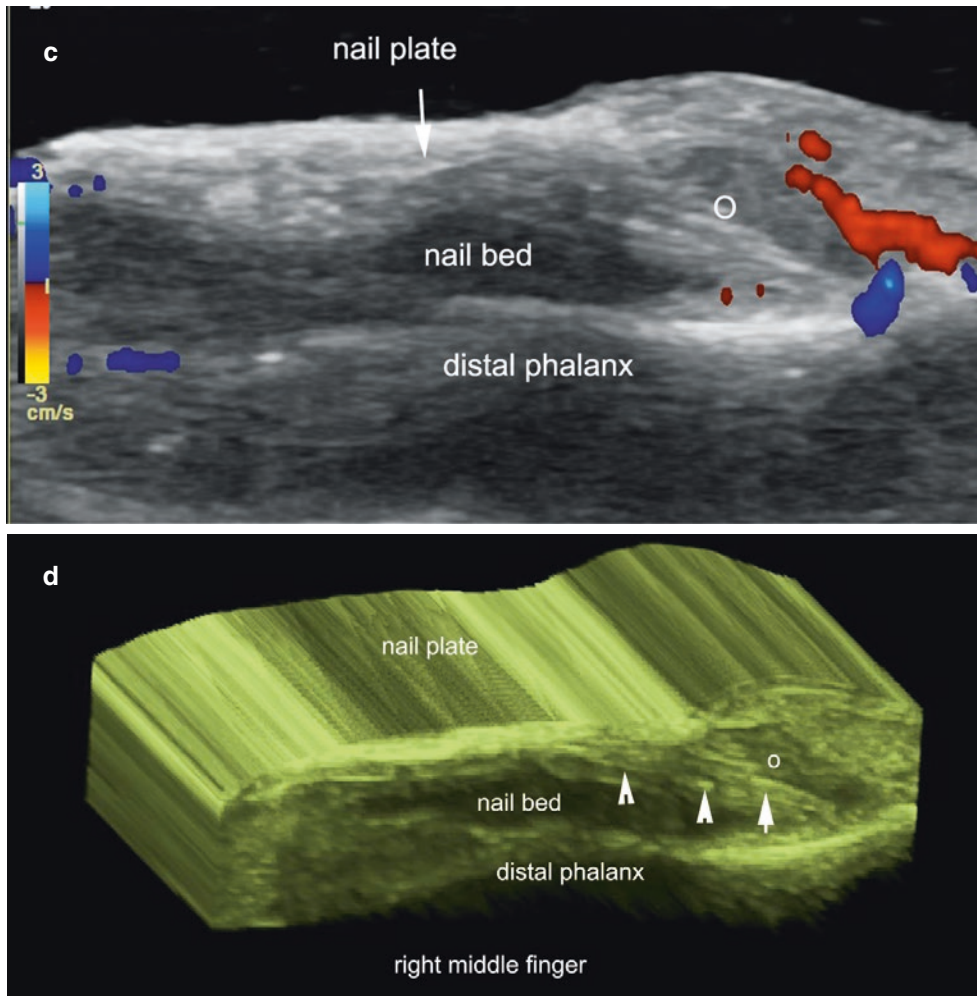 c
nail plate
3
O
nail bed
distal phalanx
-3
cm/s
d
nail plate
o
nail bed
distal phalanx
right middle finger